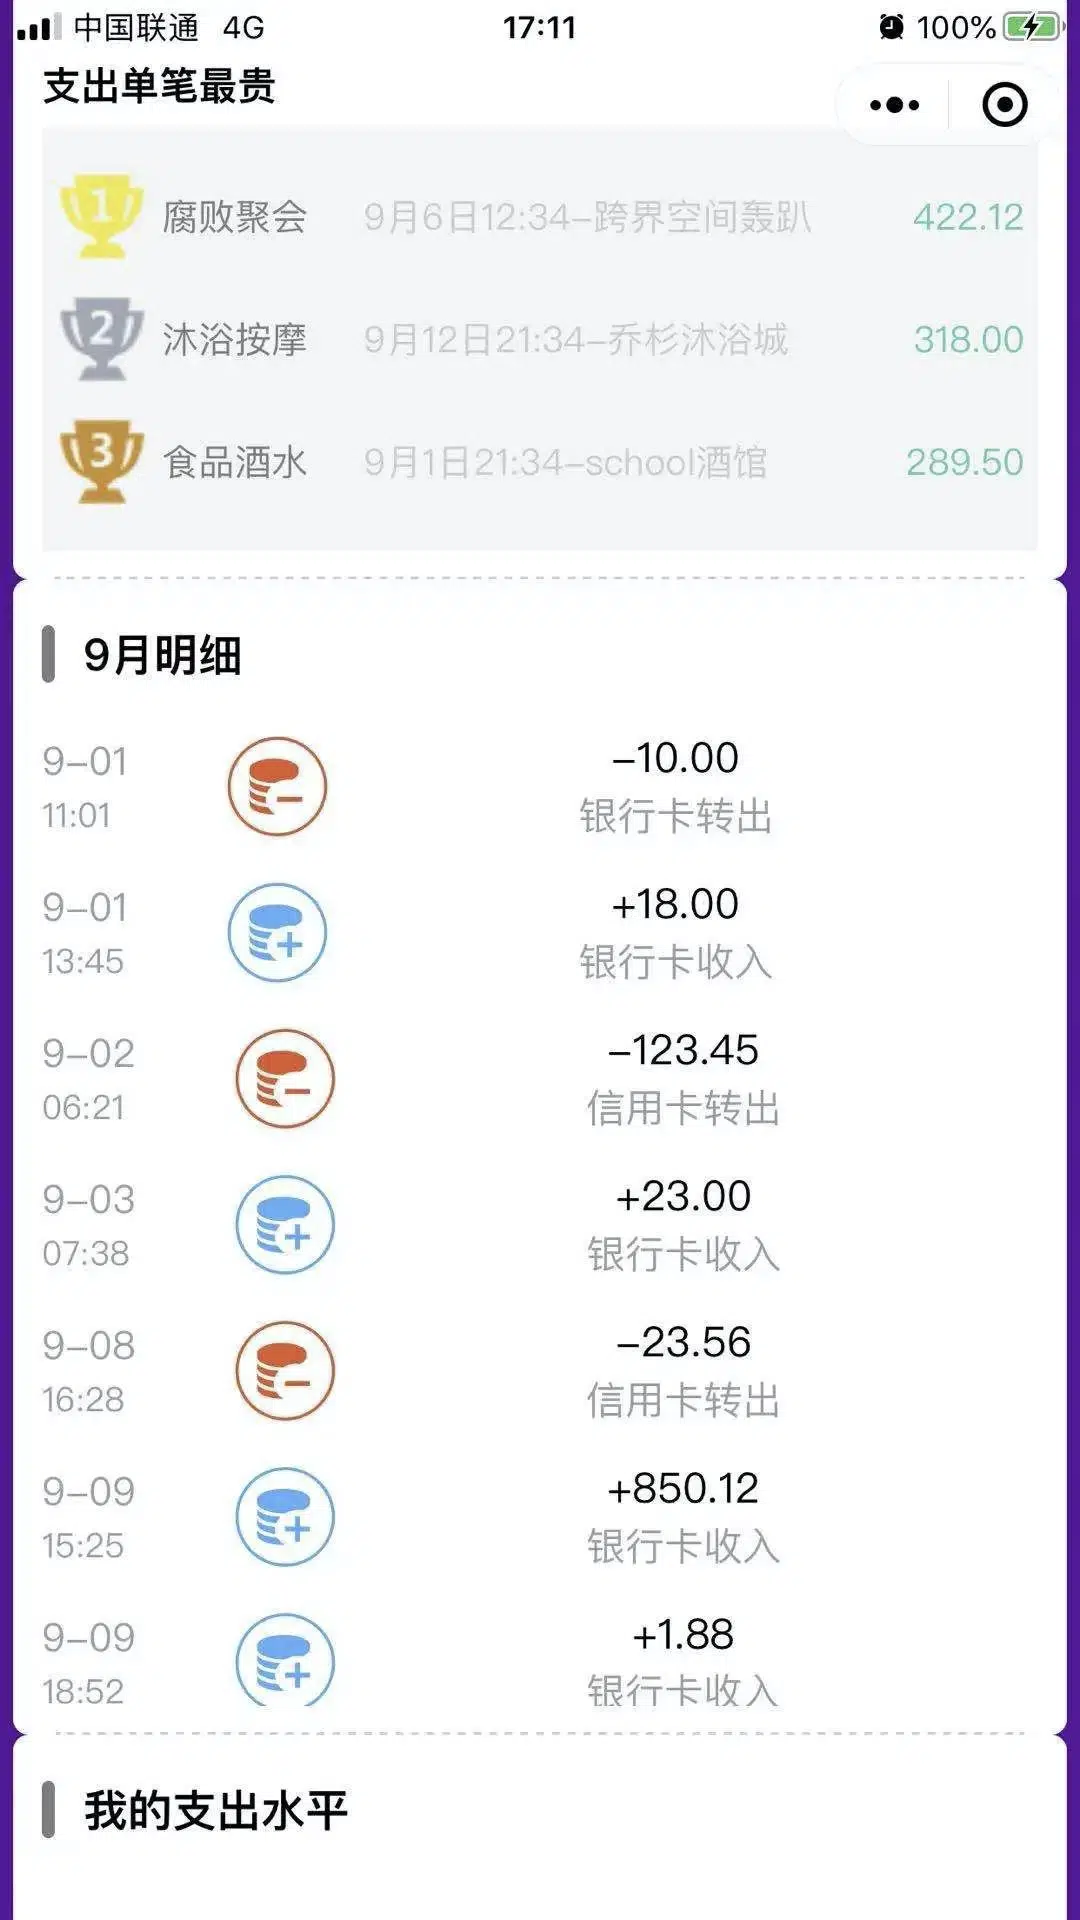 中国联通 4G 17:11 100%
支出单笔最贵
1 腐败聚会 9月6日12:34-跨界空间轰趴 422.12
2 沐浴按摩 9月12日21:34-乔杉沐浴城 318.00
3 食品酒水 9月1日21:34-school酒馆 289.50
9月明细
9-01 -10.00
11:01 银行卡转出
9-01 +18.00
13:45 银行卡收入
9-02 -123.45
06:21 信用卡转出
9-03 +23.00
07:38 银行卡收入
9-08 -23.56
16:28 信用卡转出
9-09 +850.12
15:25 银行卡收入
9-09 +1.88
18:52 银行卡收入
我的支出水平